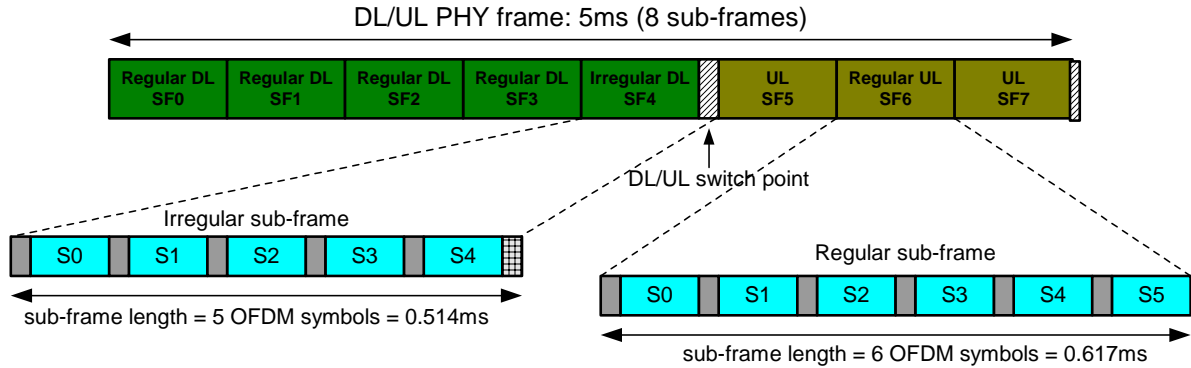 DL/UL PHY frame: 5ms (8 sub-frames)
Regular DL
SF0
Regular DL
SF1
Regular DL
SF2
Regular DL
SF3
Irregular DL
SF4
UL
SF5
Regular UL
SF6
UL
SF7
DL/UL switch point
Irregular sub-frame
S0
S1
S2
S3
S4
sub-frame length = 5 OFDM symbols = 0.514ms
Regular sub-frame
S0
S1
S2
S3
S4
S5
sub-frame length = 6 OFDM symbols = 0.617ms